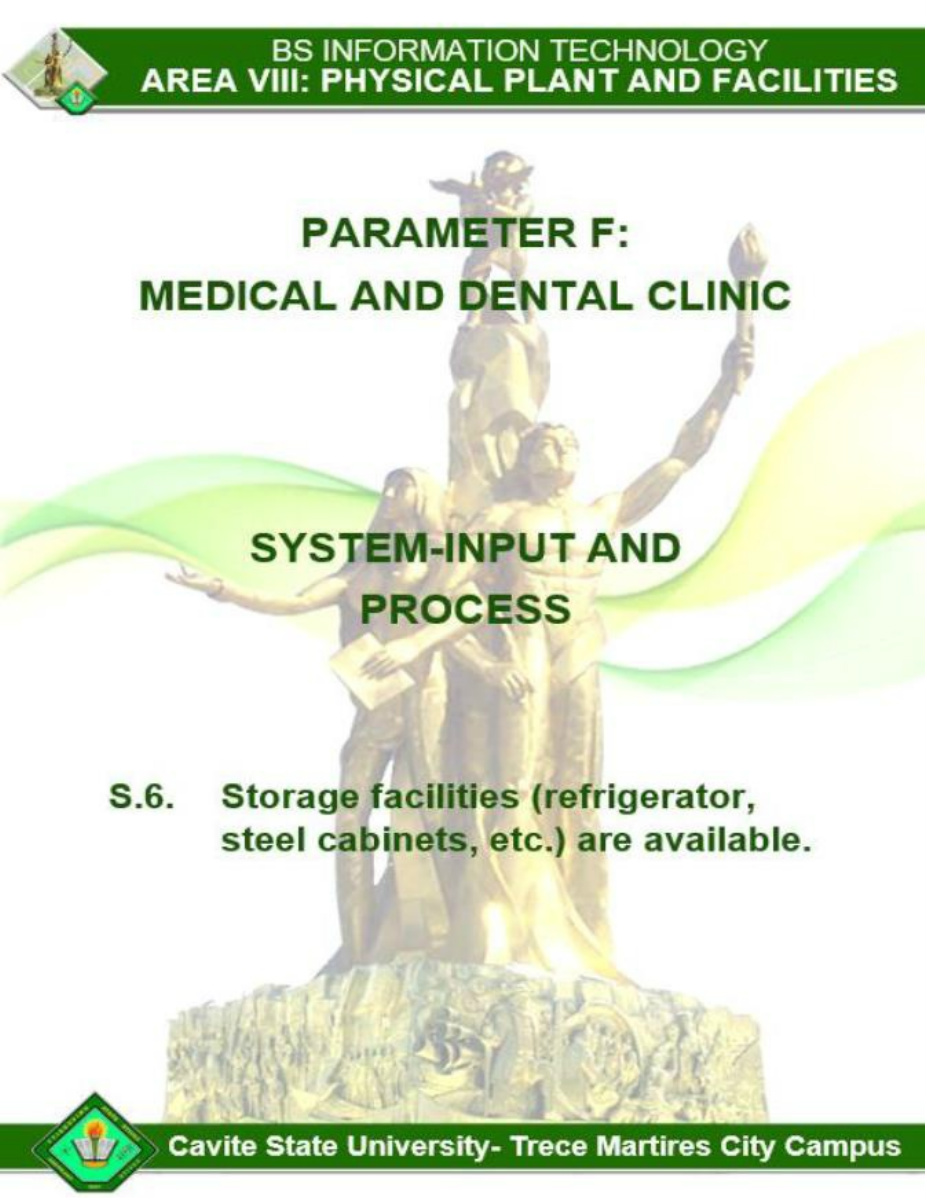 BS INFORMATION TECHNOLOGY
AREA VIII: PHYSICAL PLANT AND FACILITIES
PARAMETER F:
MEDICAL AND DENTAL CLINIC
SYSTEM-INPUT AND
PROCESS
S.6. Storage facilities (refrigerator,
steel cabinets, etc.) are available.
Cavite State University- Trece Martires City Campus